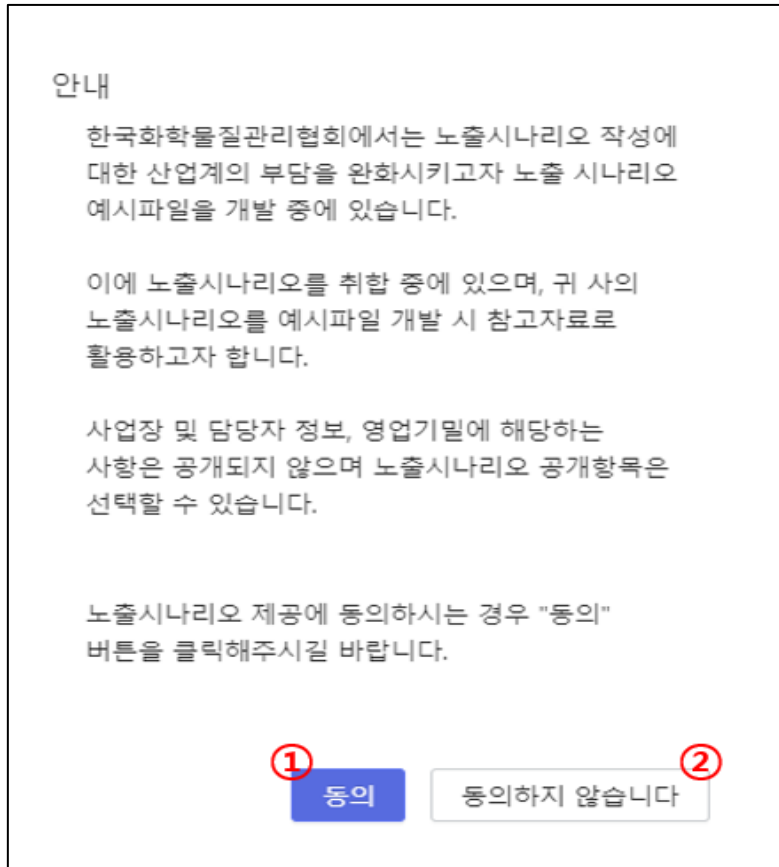 안내
한국화학물질관리협회에서는 노출시나리오 작성에
대한 산업계의 부담을 완화시키고자 노출 시나리오
예시파일을 개발 중에 있습니다.
이에 노출시나리오를 취합 중에 있으며, 귀 사의
노출시나리오를 예시파일 개발 시 참고자료로
활용하고자 합니다.
사업장 및 담당자 정보, 영업기밀에 해당하는
사항은 공개되지 않으며 노출시나리오 공개항목은
선택할 수 있습니다.
노출시나리오 제공에 동의하시는 경우 "동의"
버튼을 클릭해주시길 바랍니다.
① ②
동의 동의하지 않습니다